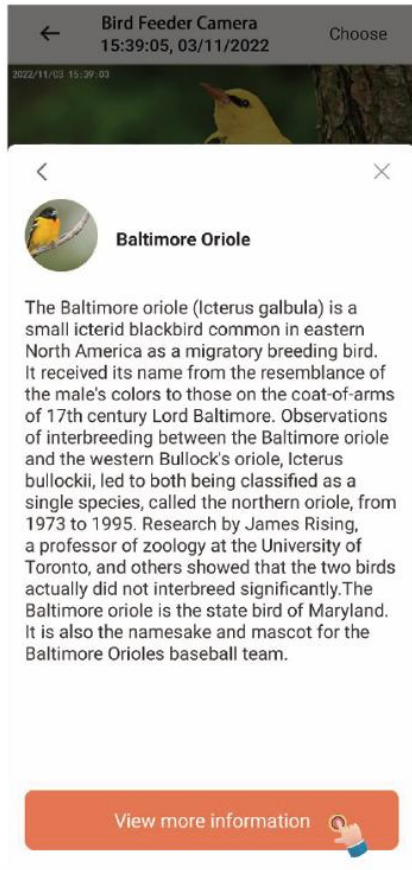 Bird Feeder Camera
15:39:05, 03/11/2022
Choose
2022/11/03 15:39:03
Baltimore Oriole
The Baltimore oriole (Icterus galbula) is a
small icterid blackbird common in eastern
North America as a migratory breeding bird.
It received its name from the resemblance of
the male's colors to those on the coat-of-arms
of 17th century Lord Baltimore. Observations
of interbreeding between the Baltimore oriole
and the western Bullock's oriole, Icterus
bullockii, led to both being classified as a
single species, called the northern oriole, from
1973 to 1995. Research by James Rising,
a professor of zoology at the University of
Toronto, and others showed that the two birds
actually did not interbreed significantly.The
Baltimore oriole is the state bird of Maryland.
It is also the namesake and mascot for the
Baltimore Orioles baseball team.
View more information